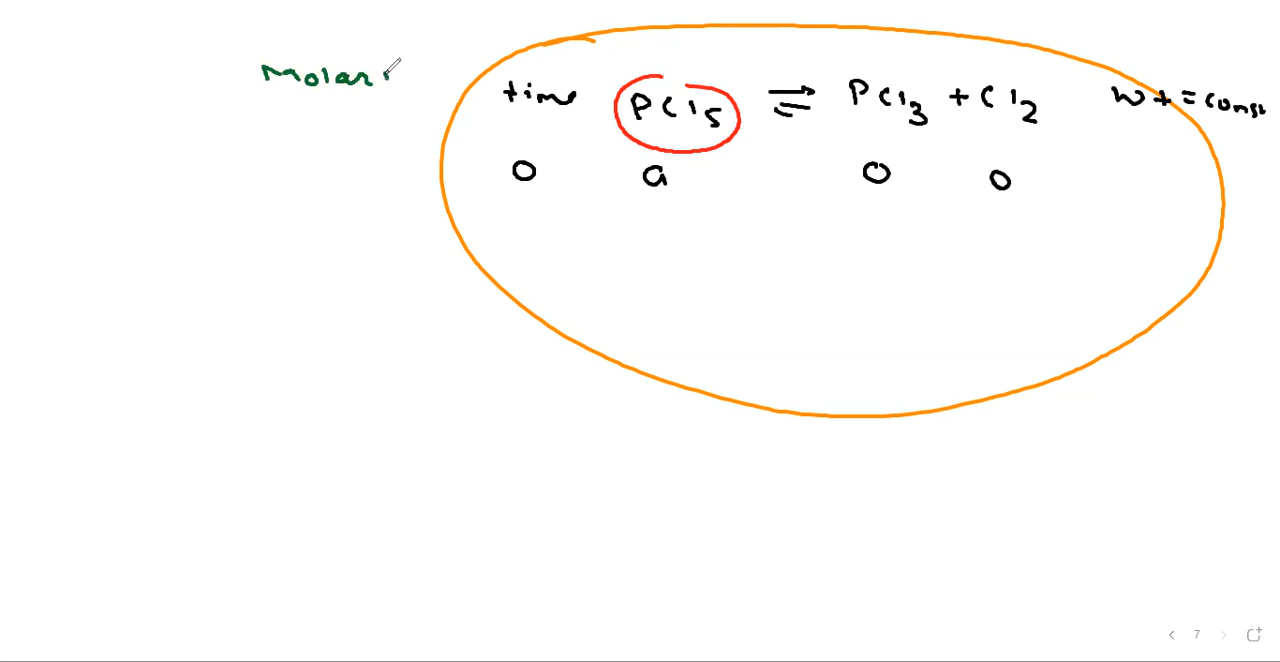 Molar
time PCl5 ⇌ PCl3 + Cl2 wt = const
0 a 0 0
7